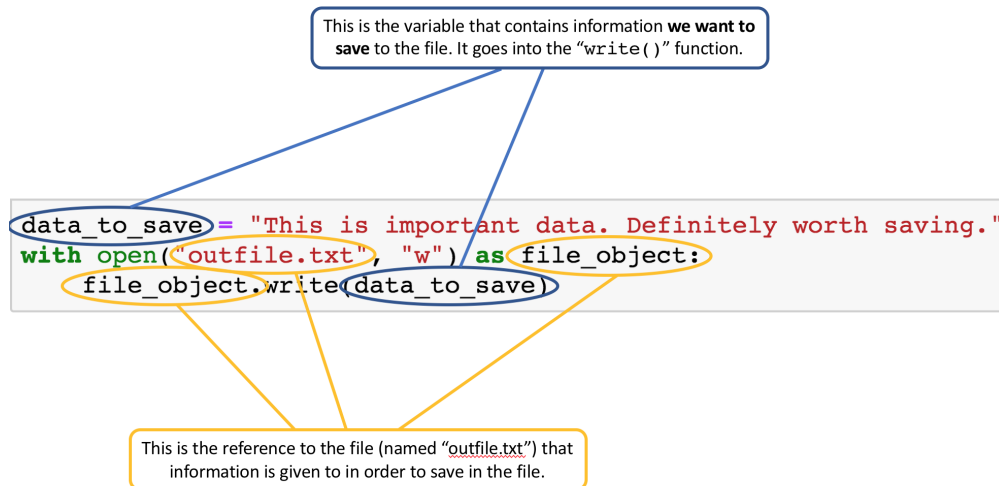 This is the variable that contains information we want to
save to the file. It goes into the “write()” function.
data_to_save = "This is important data. Definitely worth saving."
with open("outfile.txt", "w") as file_object:
    file_object.write(data_to_save)
This is the reference to the file (named “outfile.txt”) that
information is given to in order to save in the file.